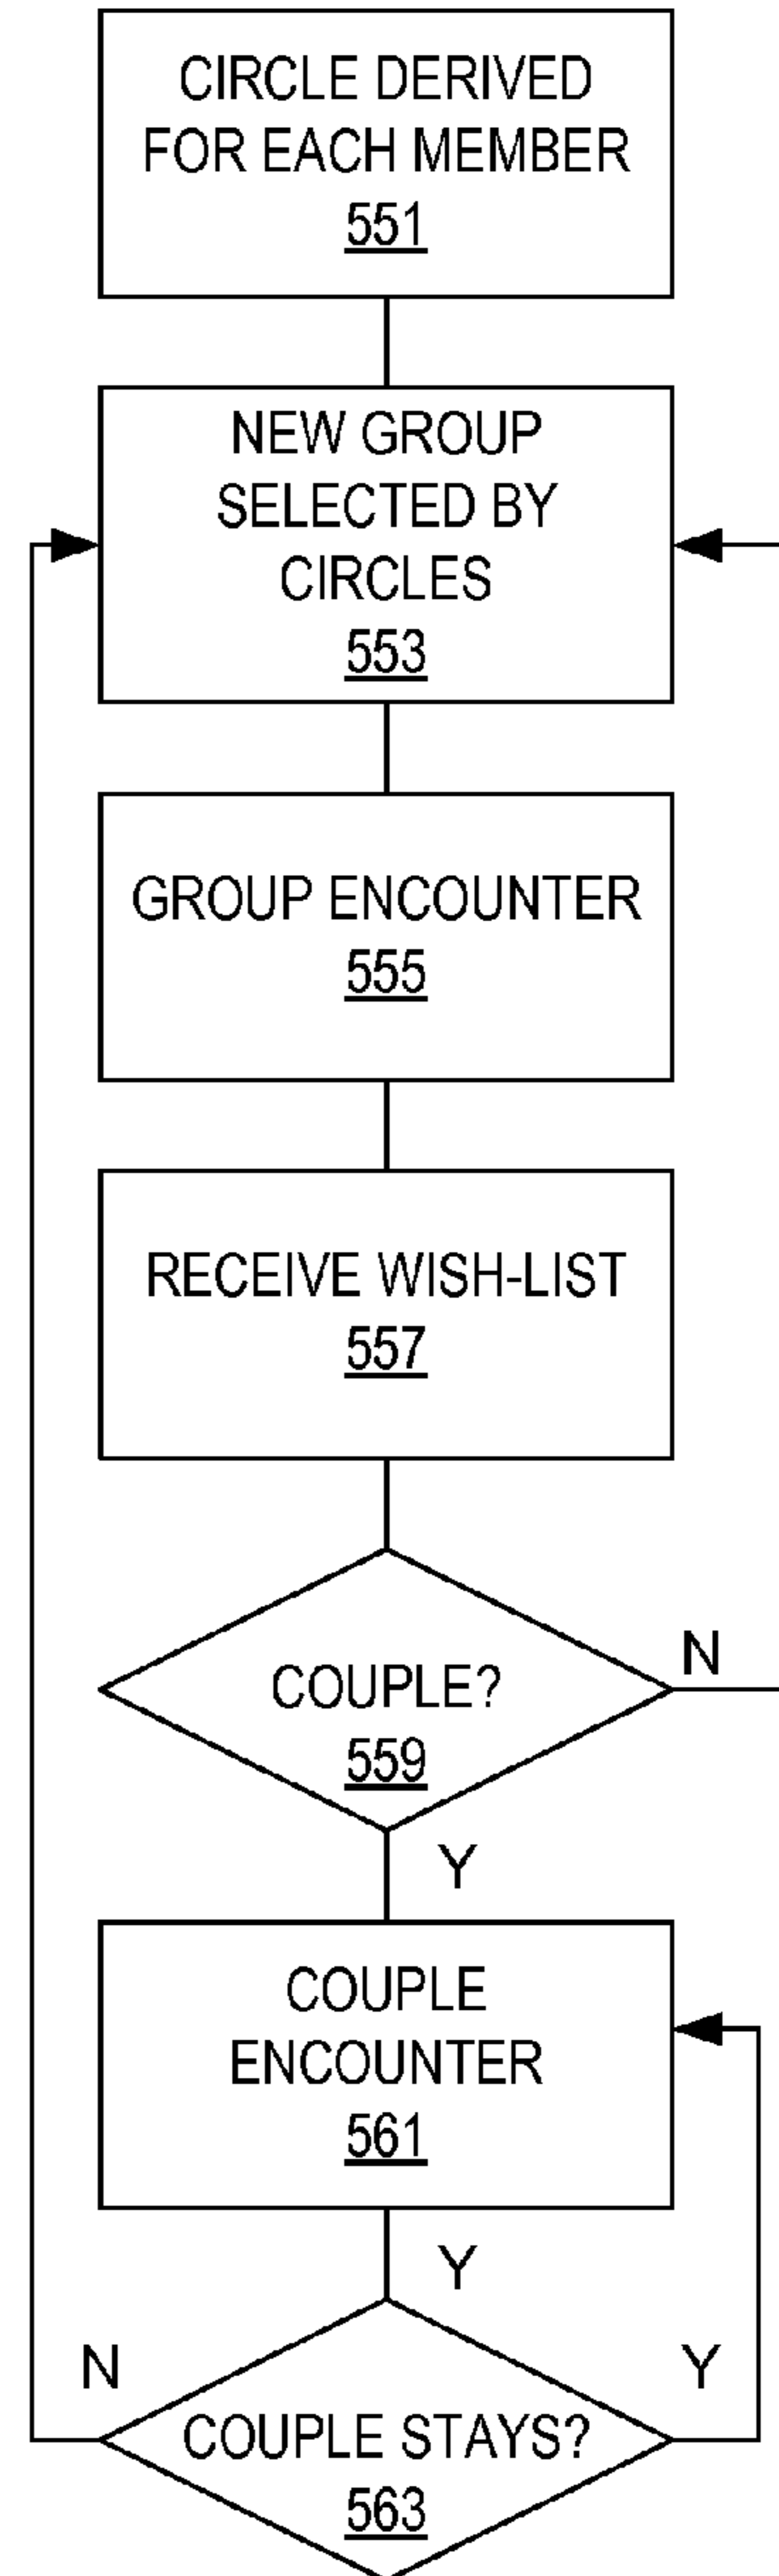 CIRCLE DERIVED
FOR EACH MEMBER
551
NEW GROUP
SELECTED BY
CIRCLES
553
GROUP ENCOUNTER
555
RECEIVE WISH-LIST
557
COUPLE?
559
N
Y
COUPLE
ENCOUNTER
561
Y
N
Y
COUPLE STAYS?
563